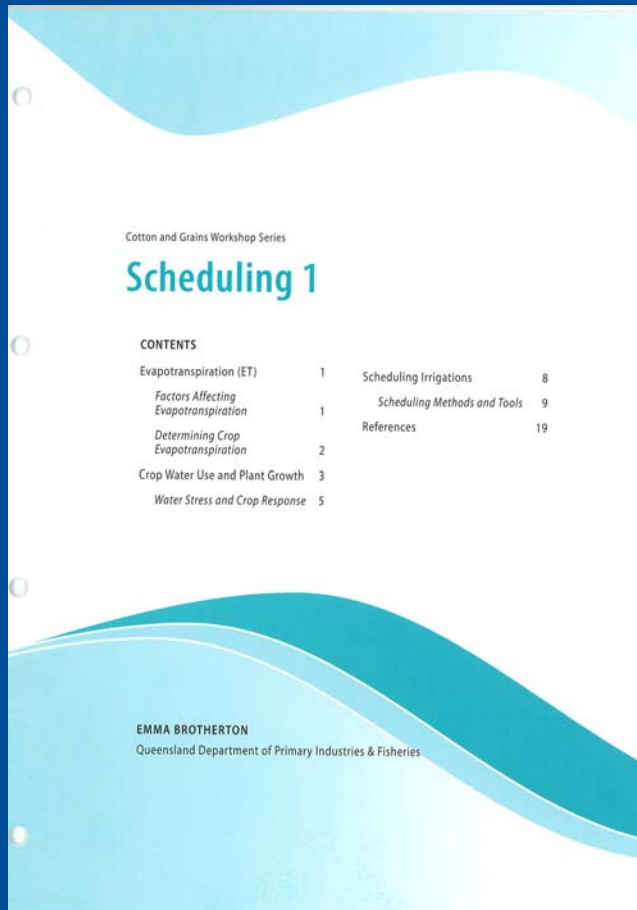 Cotton and Grains Workshop Series
Scheduling 1
CONTENTS
Evapotranspiration (ET) 1
Factors Affecting
Evapotranspiration 1
Determining Crop
Evapotranspiration 2
Crop Water Use and Plant Growth 3
Water Stress and Crop Response 5
Scheduling Irrigations 8
Scheduling Methods and Tools 9
References 19
EMMA BROTHERTON
Queensland Department of Primary Industries & Fisheries